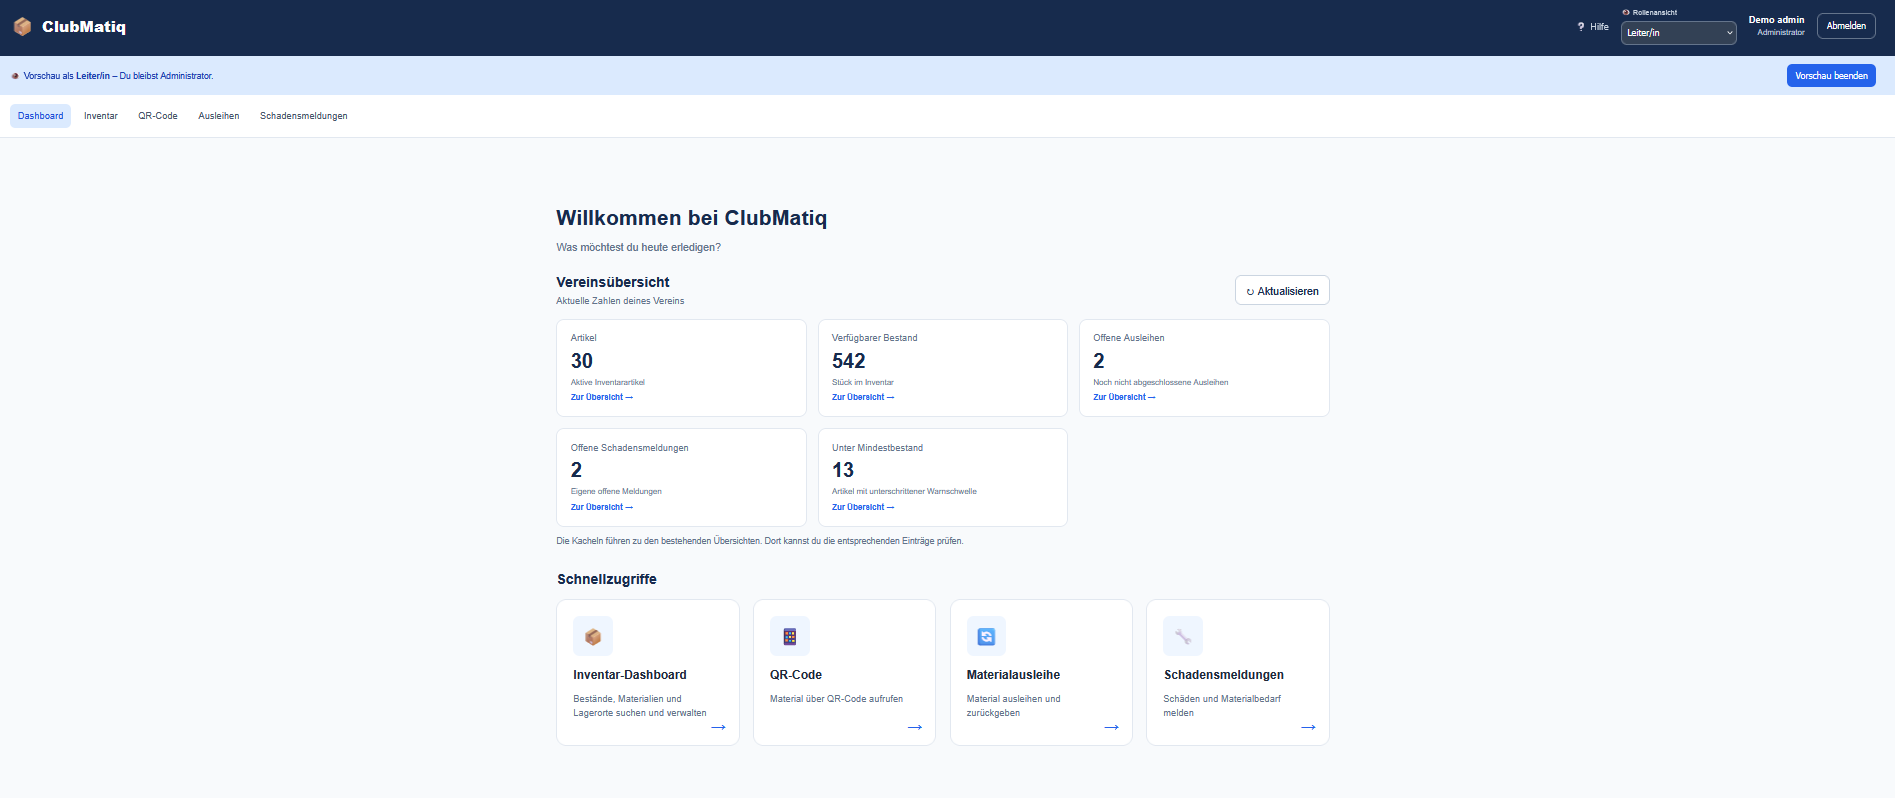 ClubMatiq
Hilfe
Rollenansicht
Leiter/in
Demo admin
Administrator
Abmelden
Vorschau als Leiter/in – Du bleibst Administrator.
Vorschau beenden
Dashboard
Inventar
QR-Code
Ausleihen
Schadensmeldungen
Willkommen bei ClubMatiq
Was möchtest du heute erledigen?
Vereinsübersicht
Aktuelle Zahlen deines Vereins
↻ Aktualisieren
Artikel
30
Aktive Inventarartikel
Zur Übersicht →
Verfügbarer Bestand
542
Stück im Inventar
Zur Übersicht →
Offene Ausleihen
2
Noch nicht abgeschlossene Ausleihen
Zur Übersicht →
Offene Schadensmeldungen
2
Eigene offene Meldungen
Zur Übersicht →
Unter Mindestbestand
13
Artikel mit unterschrittener Warnschwelle
Zur Übersicht →
Die Kacheln führen zu den bestehenden Übersichten. Dort kannst du die entsprechenden Einträge prüfen.
Schnellzugriffe
Inventar-Dashboard
Bestände, Materialien und
Lagerorte suchen und verwalten
→
QR-Code
Material über QR-Code aufrufen
→
Materialausleihe
Material ausleihen und
zurückgeben
→
Schadensmeldungen
Schäden und Materialbedarf
melden
→